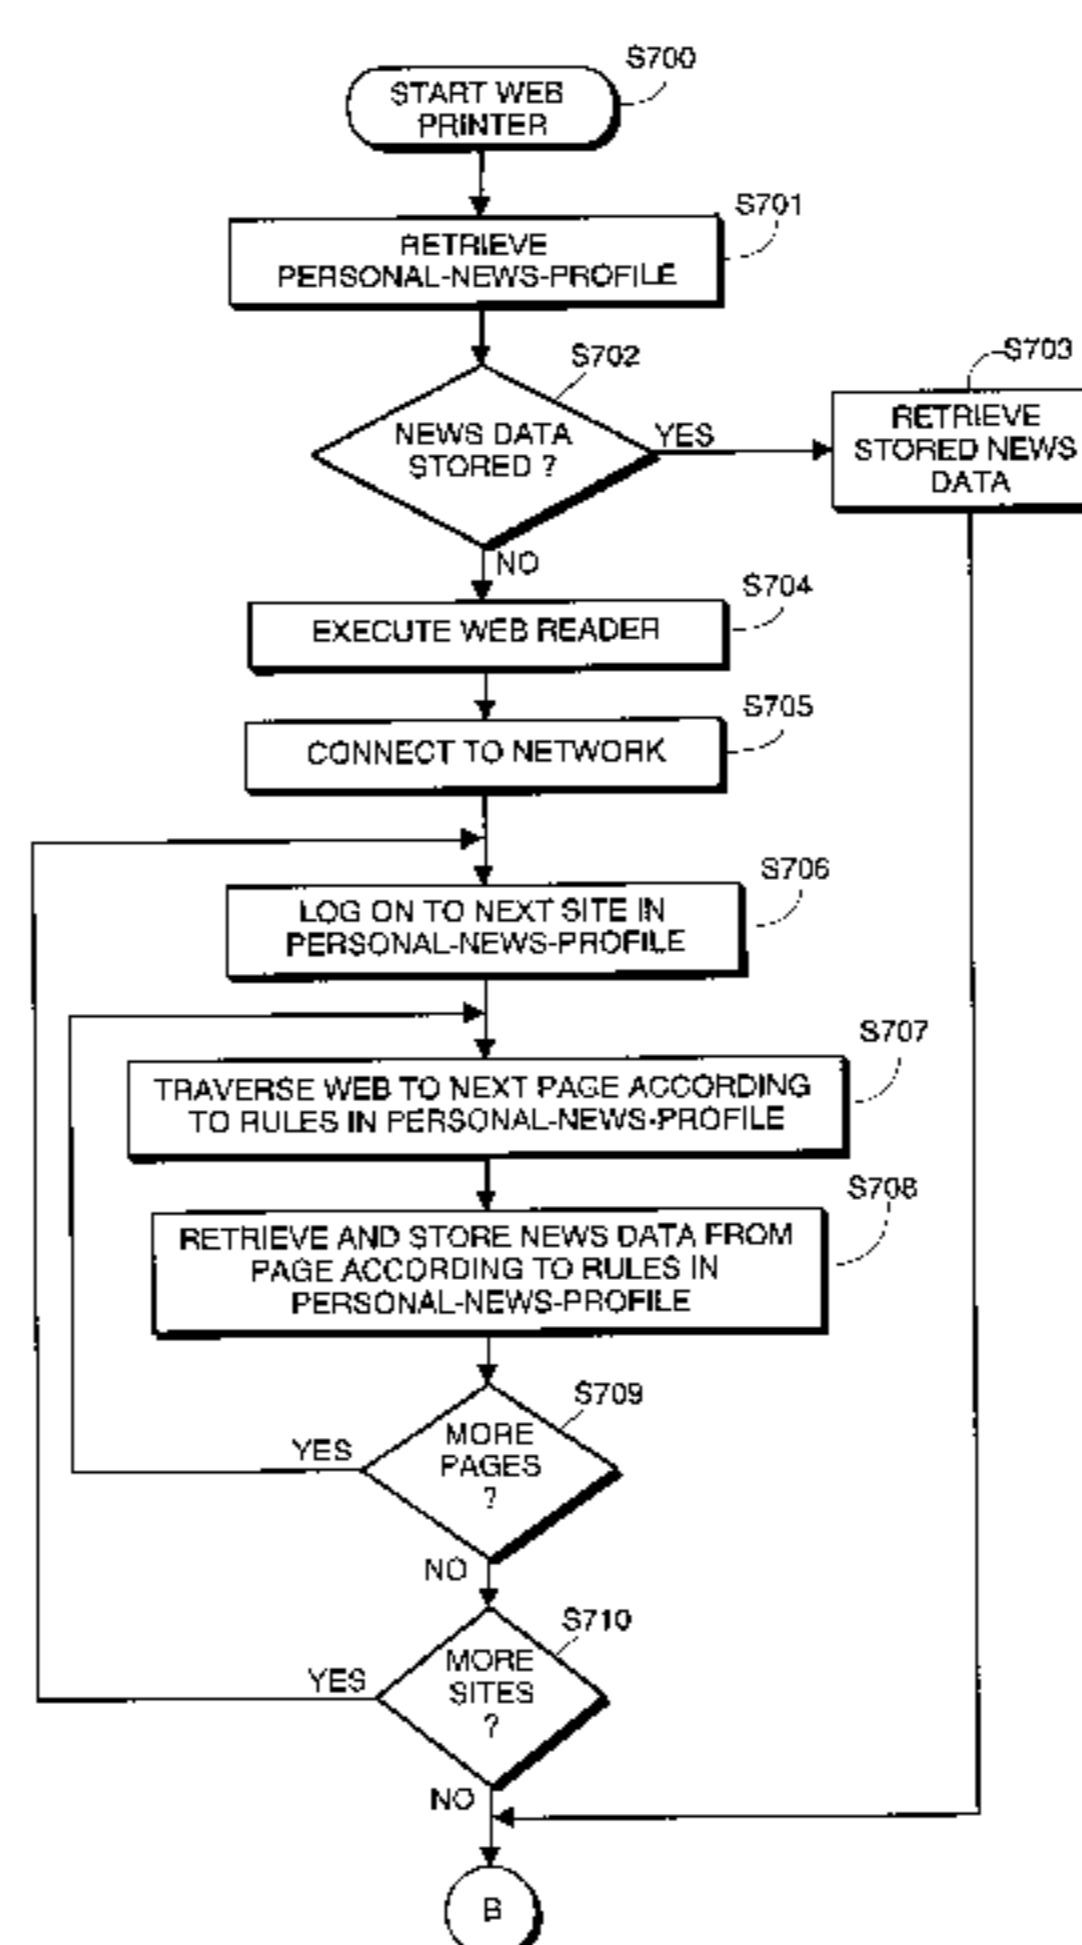 S700
START WEB
PRINTER
S701
RETRIEVE
PERSONAL-NEWS-PROFILE
S702
NEWS DATA
STORED ?
YES
S703
RETRIEVE
STORED NEWS
DATA
NO
S704
EXECUTE WEB READER
S705
CONNECT TO NETWORK
S706
LOG ON TO NEXT SITE IN
PERSONAL-NEWS-PROFILE
S707
TRAVERSE WEB TO NEXT PAGE ACCORDING
TO RULES IN PERSONAL-NEWS-PROFILE
S708
RETRIEVE AND STORE NEWS DATA FROM
PAGE ACCORDING TO RULES IN
PERSONAL-NEWS-PROFILE
S709
MORE
PAGES
?
YES
NO
S710
MORE
SITES
?
YES
NO
B